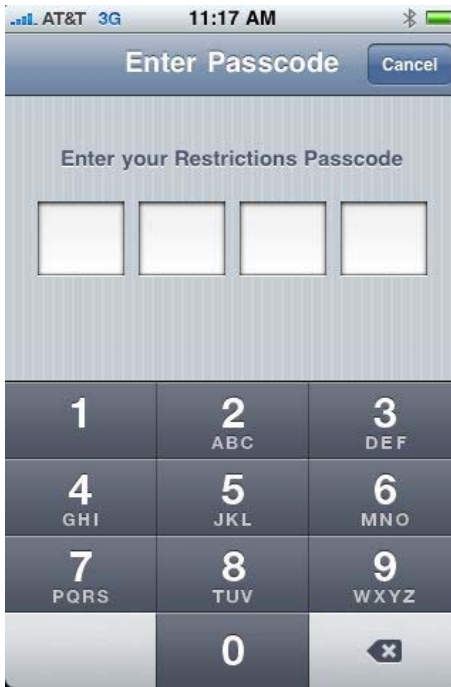 AT&T 3G 11:17 AM
Enter Passcode Cancel
Enter your Restrictions Passcode
1 2 3
ABC DEF
4 5 6
GHI JKL MNO
7 8 9
PQRS TUV WXYZ
0